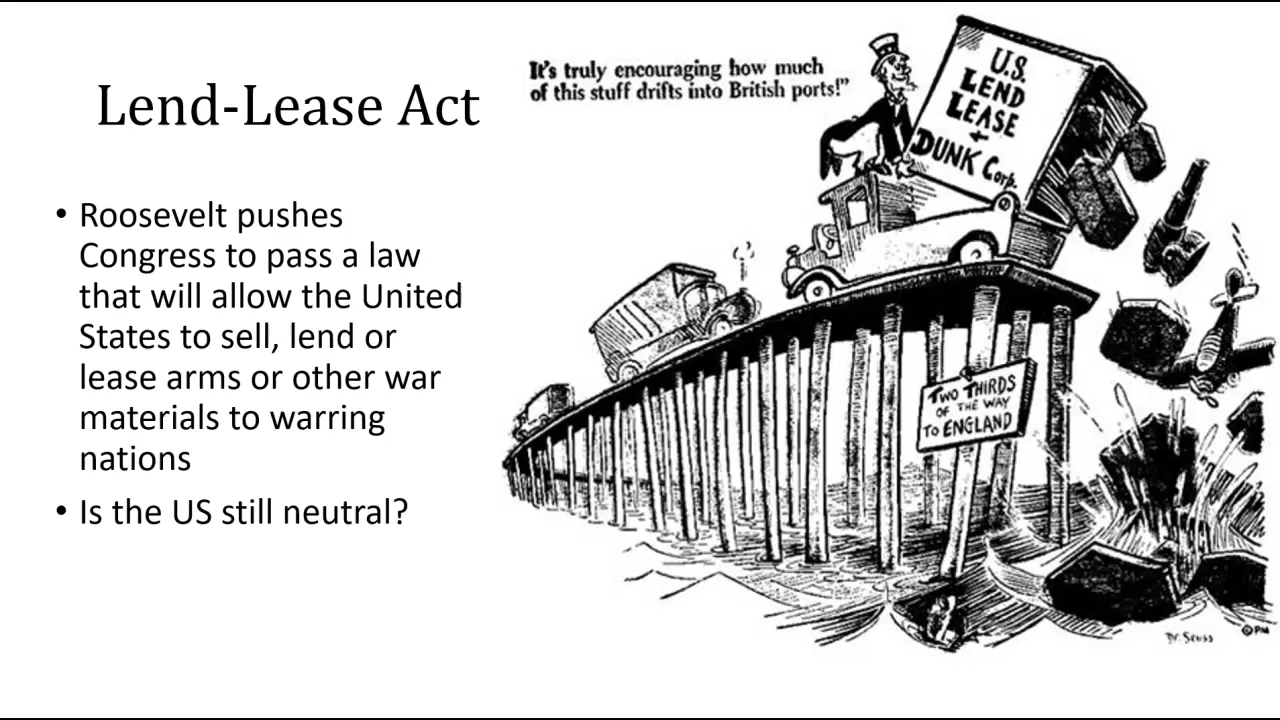 Lend-Lease Act
• Roosevelt pushes
Congress to pass a law
that will allow the United
States to sell, lend or
lease arms or other war
materials to warring
nations
• Is the US still neutral?
It's truly encouraging how much
of this stuff drifts into British ports!"
U.S.
LEND
LEASE
+
DUNK Corp.
TWO THIRDS
OF THE WAY
TO ENGLAND
Dr. Seuss
©PM